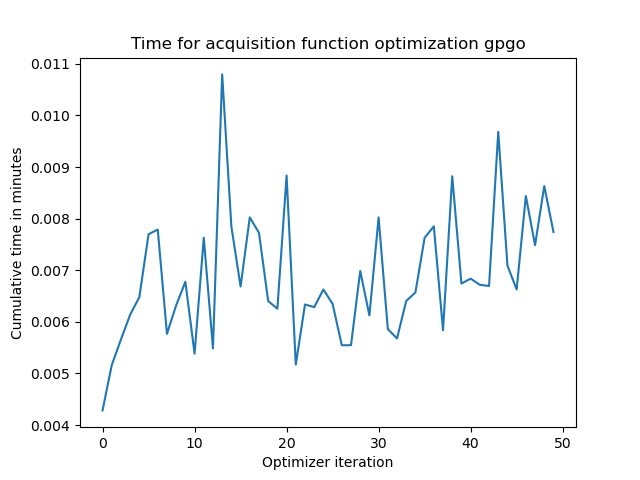 Time for acquisition function optimization gpgo
0.011
0.010
0.009
0.008
0.007
0.006
0.005
0.004
Cumulative time in minutes
0 10 20 30 40 50
Optimizer iteration